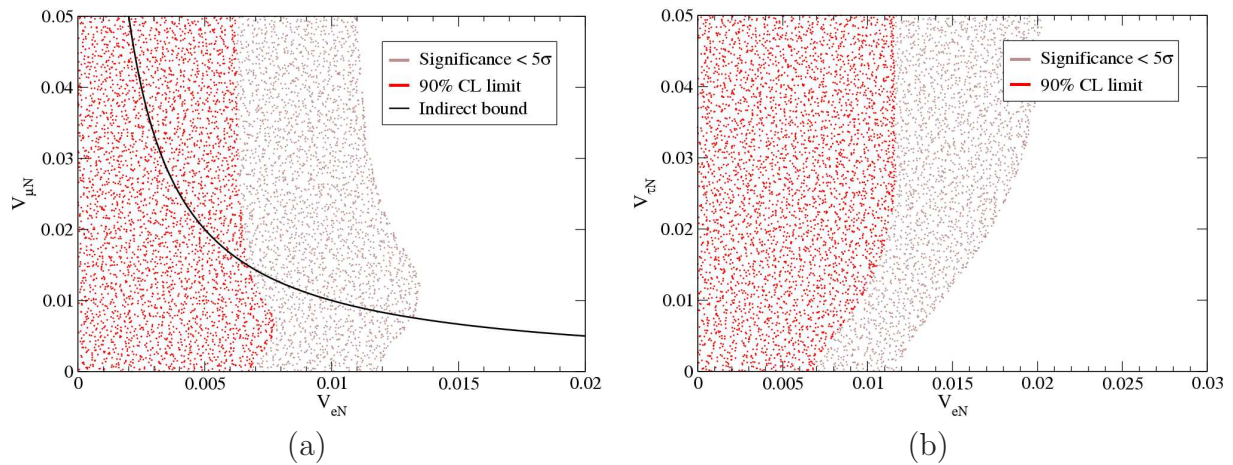 0.05
0.04
0.03
0.02
0.01
0
V_μN
Significance < 5σ
90% CL limit
Indirect bound
0 0.005 0.01 0.015 0.02
V_eN
(a)
0.05
0.04
0.03
0.02
0.01
0
V_τN
Significance < 5σ
90% CL limit
0 0.005 0.01 0.015 0.02 0.025 0.03
V_eN
(b)